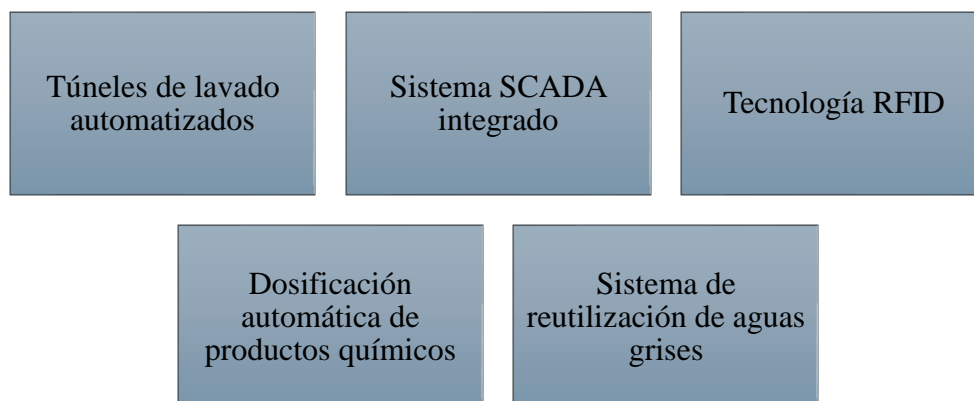 Túneles de lavado
automatizados
Sistema SCADA
integrado
Tecnología RFID
Dosificación
automática de
productos químicos
Sistema de
reutilización de aguas
grises